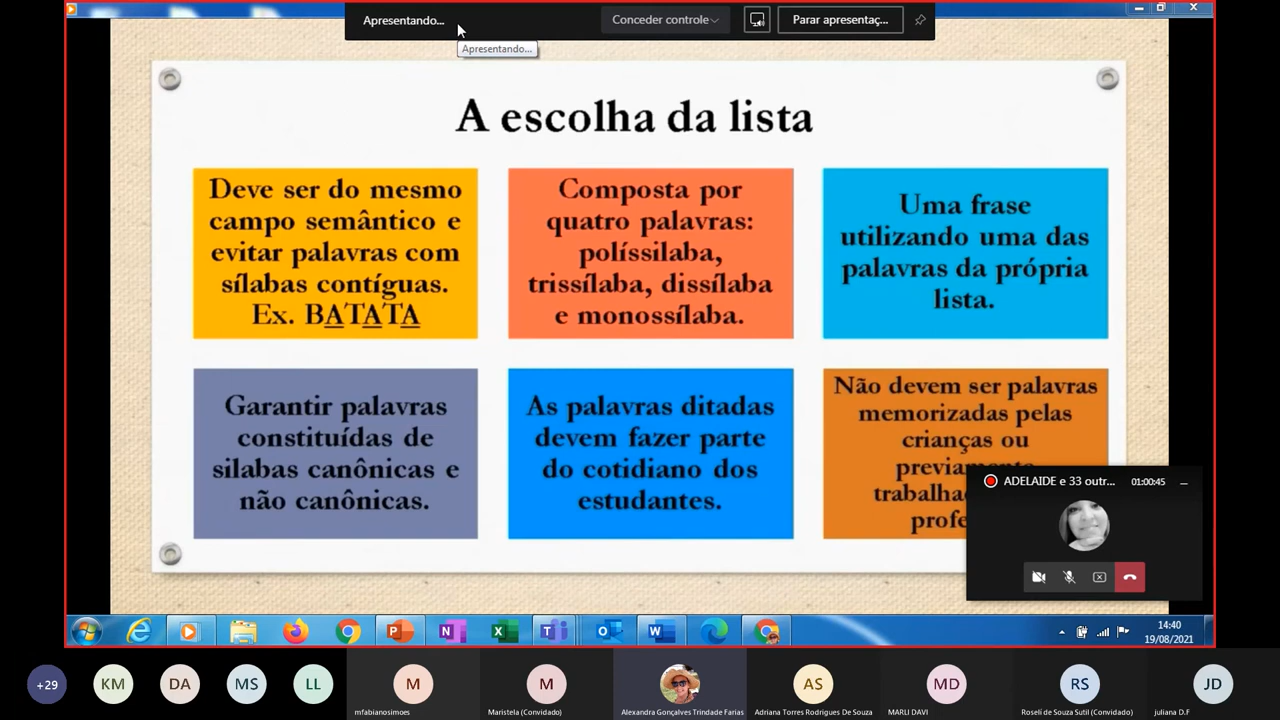 Apresentando...
Conceder controle
Parar apresentaç...
Apresentando...
A escolha da lista
Deve ser do mesmo
campo semântico e
evitar palavras com
sílabas contíguas.
Ex. BATATA
Composta por
quatro palavras:
políssilaba,
trissílaba, dissílaba
e monossílaba.
Uma frase
utilizando uma das
palavras da própria
lista.
Garantir palavras
constituídas de
silabas canônicas e
não canônicas.
As palavras ditadas
devem fazer parte
do cotidiano dos
estudantes.
Não devem ser palavras
memorizadas pelas
crianças ou
ADELAIDE e 33 outr...
01:00:45
14:40
19/08/2021
+29
KM
DA
MS
LL
M
M
AS
MD
RS
JD
mfabianosimoes
Maristela (Convidado)
Alexandra Gonçalves Trindade Farias
Adriana Torres Rodrigues De Souza
MARLI DAVI
Roseli de Souza Sutil (Convidado)
juliana D.F